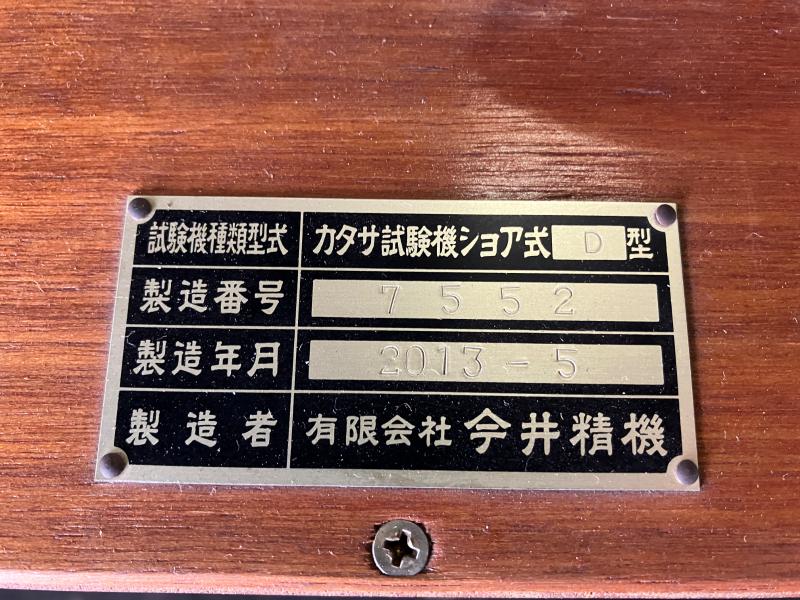 試験機種類型式 カタサ試験機ショア式 D 型
製造番号 7552
製造年月 2013-5
製造者 有限会社 今井精機